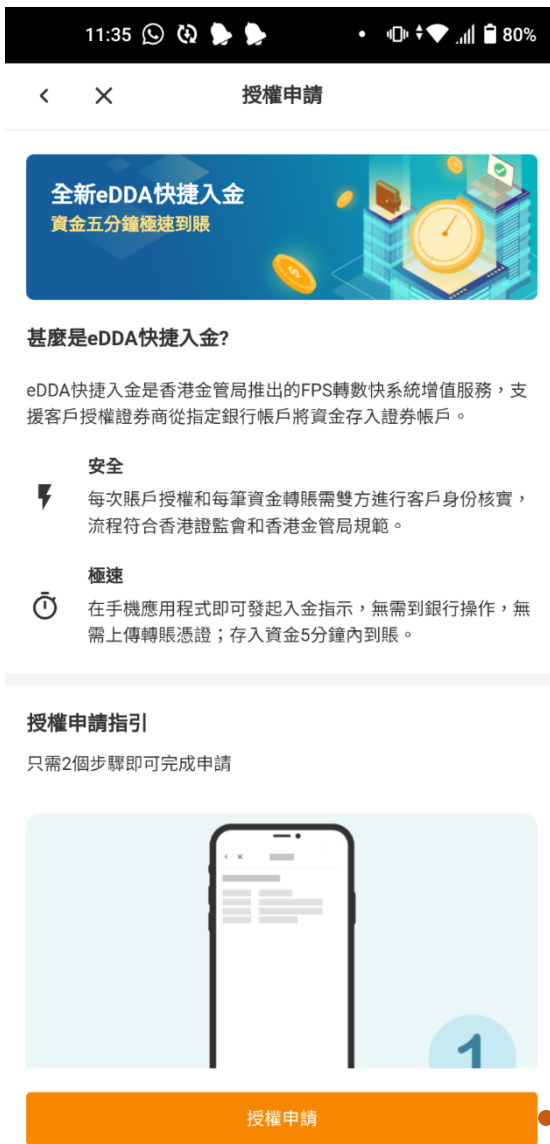 11:35 80%
授權申請
全新eDDA快捷入金
資金五分鐘極速到賬
甚麼是eDDA快捷入金?
eDDA快捷入金是香港金管局推出的FPS轉數快系統增值服務，支
援客戶授權證券商從指定銀行帳戶將資金存入證券帳戶。
安全
每次賬戶授權和每筆資金轉賬需雙方進行客戶身份核實，
流程符合香港證監會和香港金管局規範。
極速
在手機應用程式即可發起入金指示，無需到銀行操作，無
需上傳轉賬憑證；存入資金5分鐘內到賬。
授權申請指引
只需2個步驟即可完成申請
1
授權申請